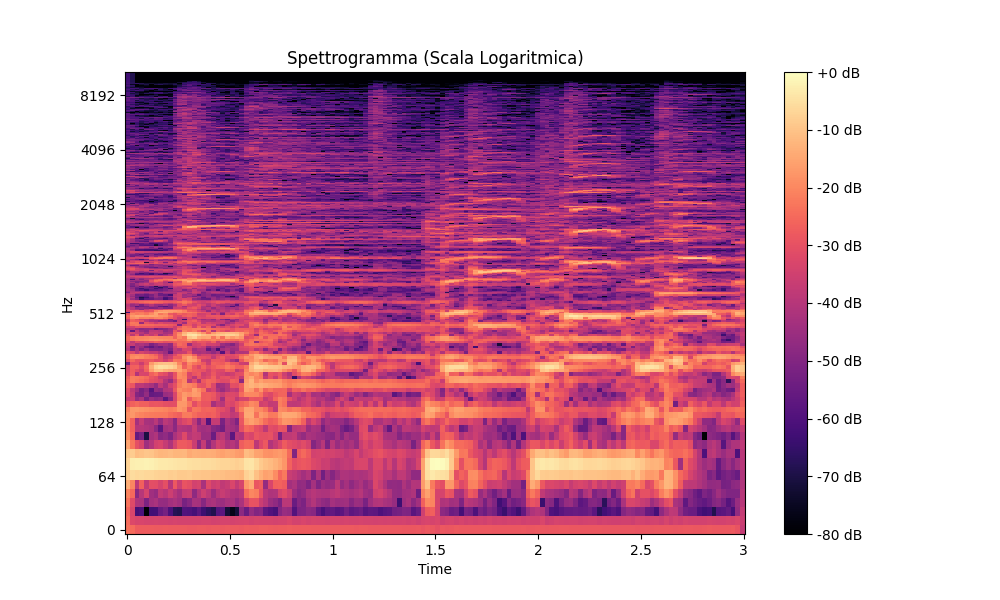 Spettrogramma (Scala Logaritmica)
Hz
8192
4096
2048
1024
512
256
128
64
0
0
0.5
1
1.5
2
2.5
3
Time
+0 dB
-10 dB
-20 dB
-30 dB
-40 dB
-50 dB
-60 dB
-70 dB
-80 dB